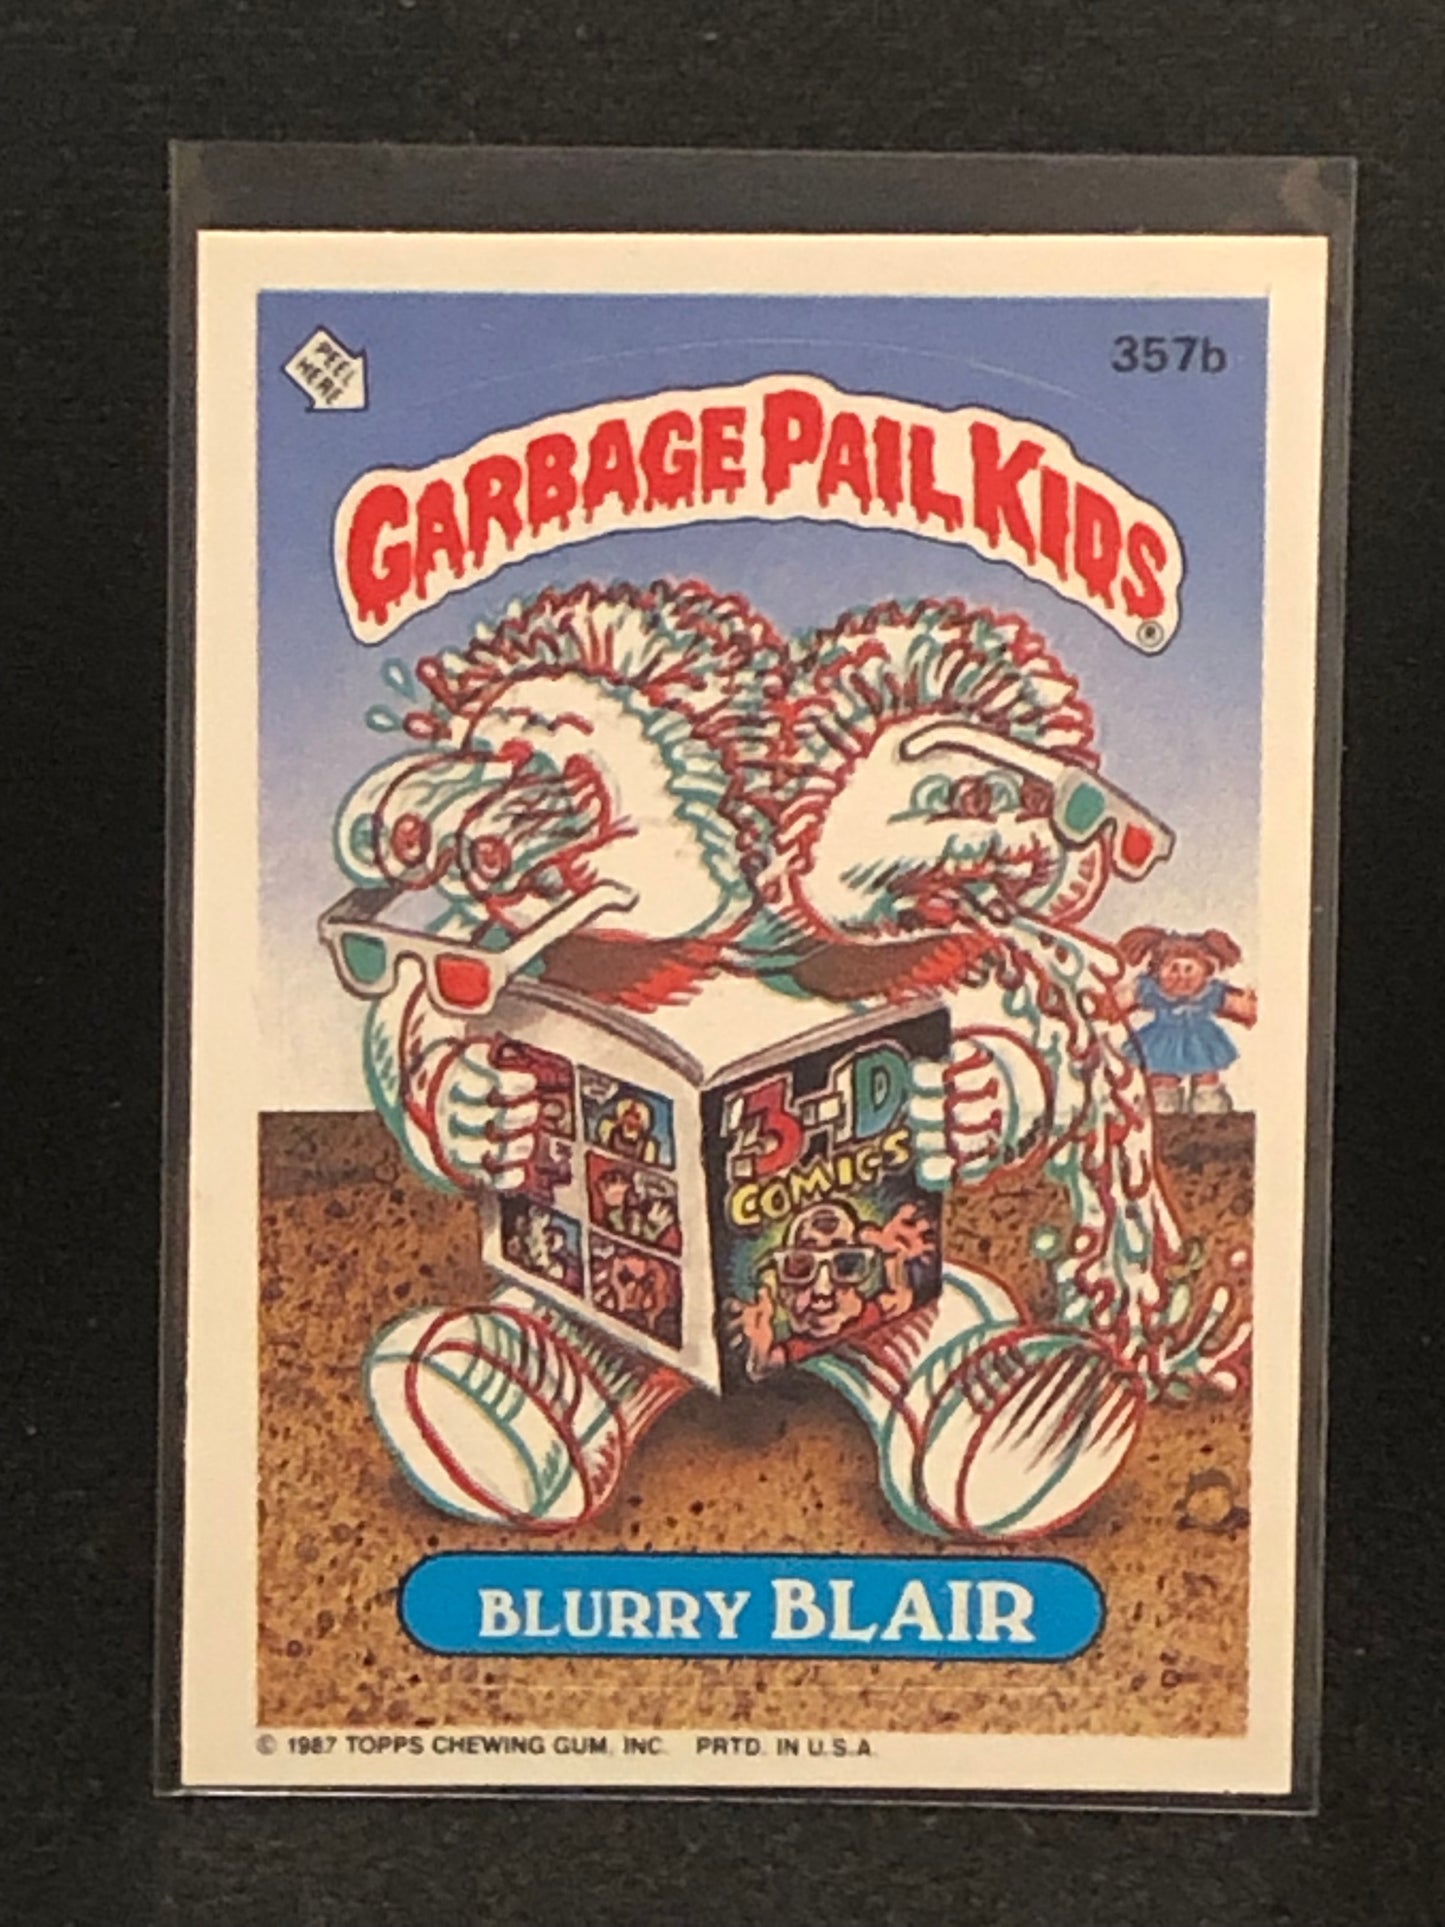 PEEL
HERE
357b
GARBAGE PAIL KIDS
®
3-D
COMICS
BLURRY BLAIR
© 1987 TOPPS CHEWING GUM, INC. PRTD. IN U.S.A.